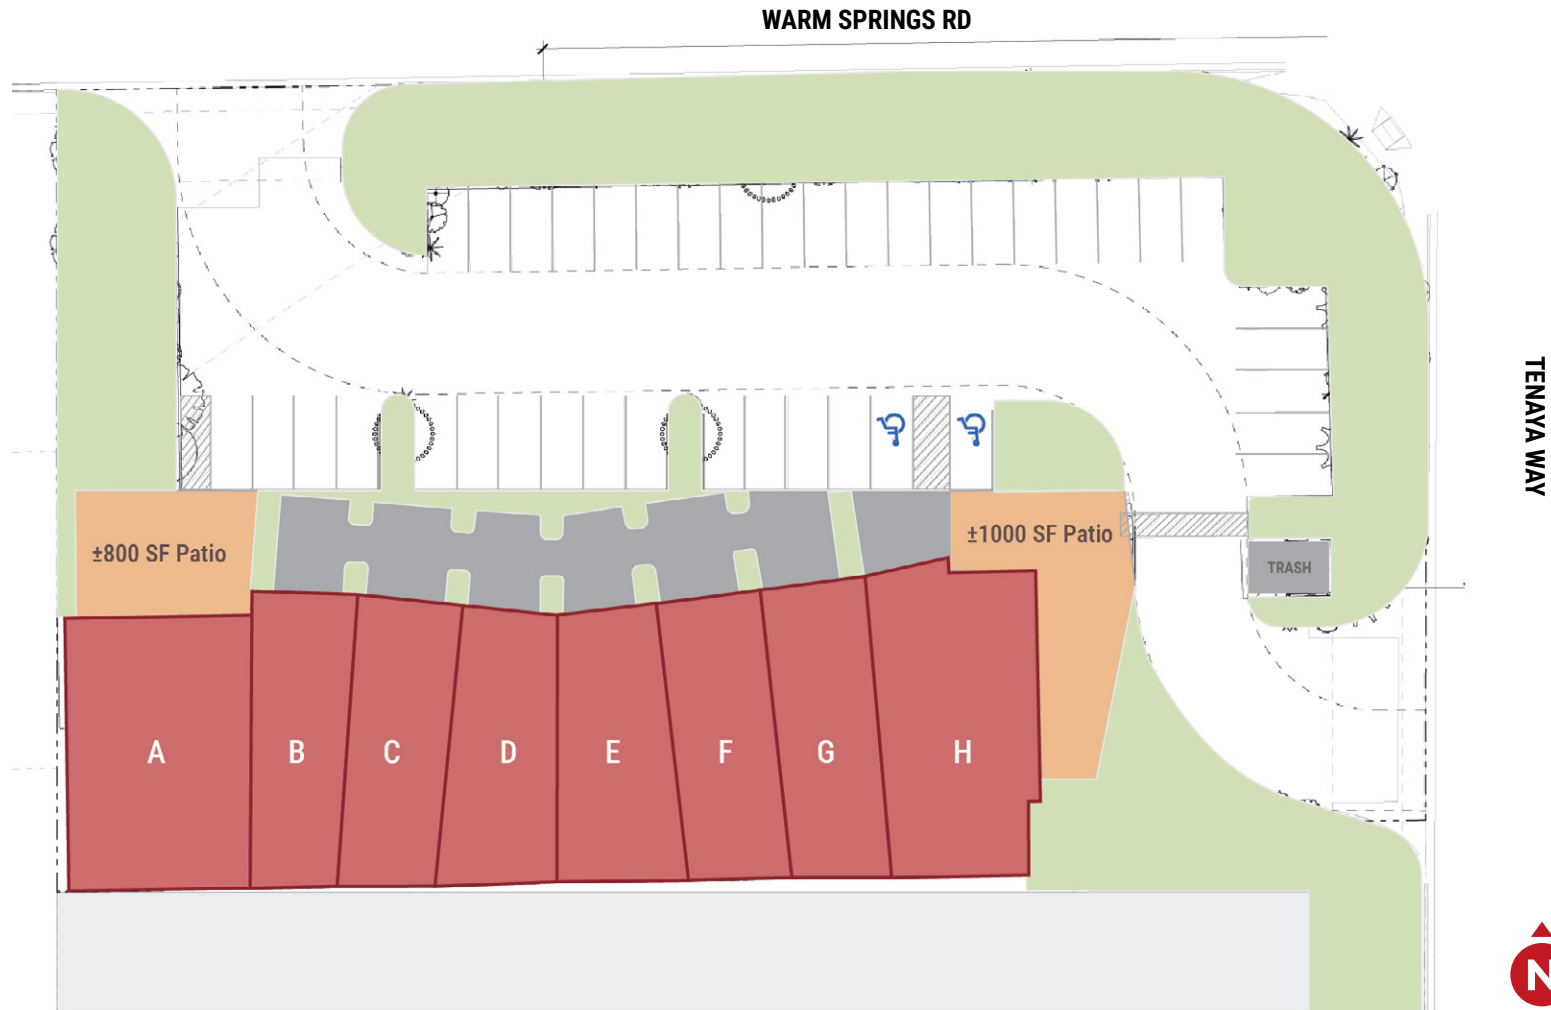 WARM SPRINGS RD
TENAYA WAY
±800 SF Patio
±1000 SF Patio
TRASH
A
B
C
D
E
F
G
H
N